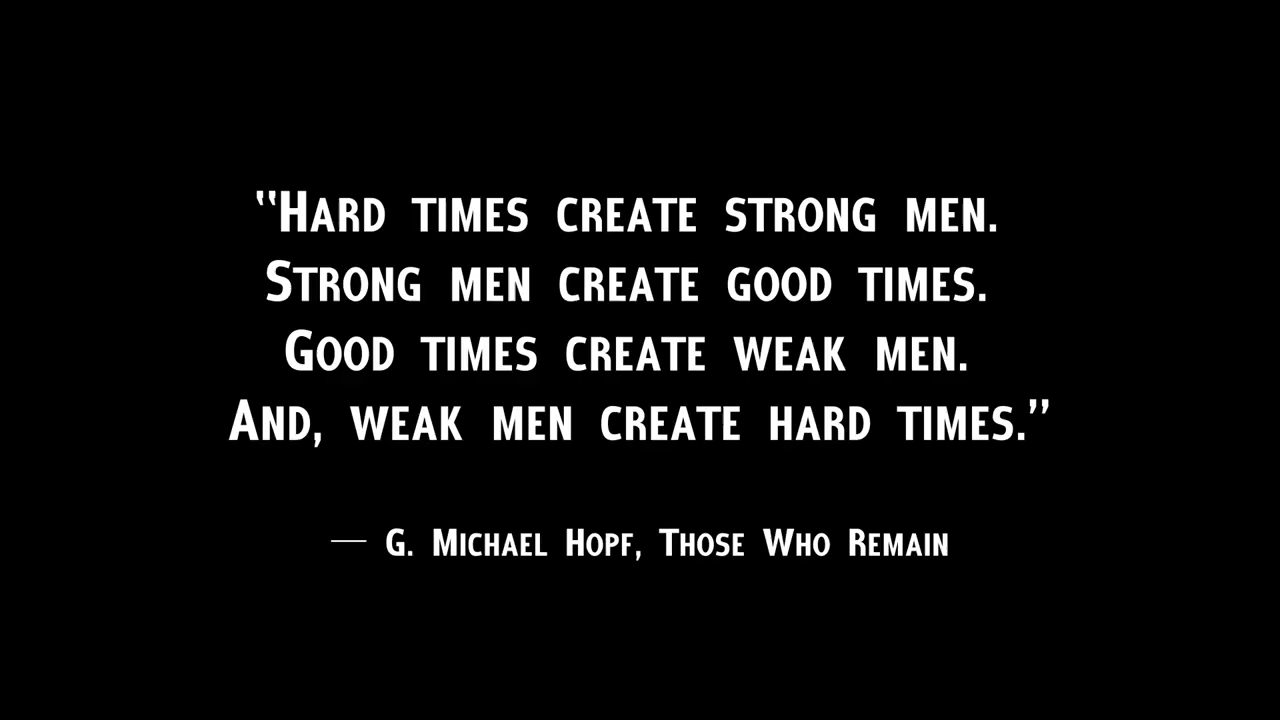 “Hard times create strong men.
Strong men create good times.
Good times create weak men.
And, weak men create hard times.”
— G. Michael Hopf, Those Who Remain